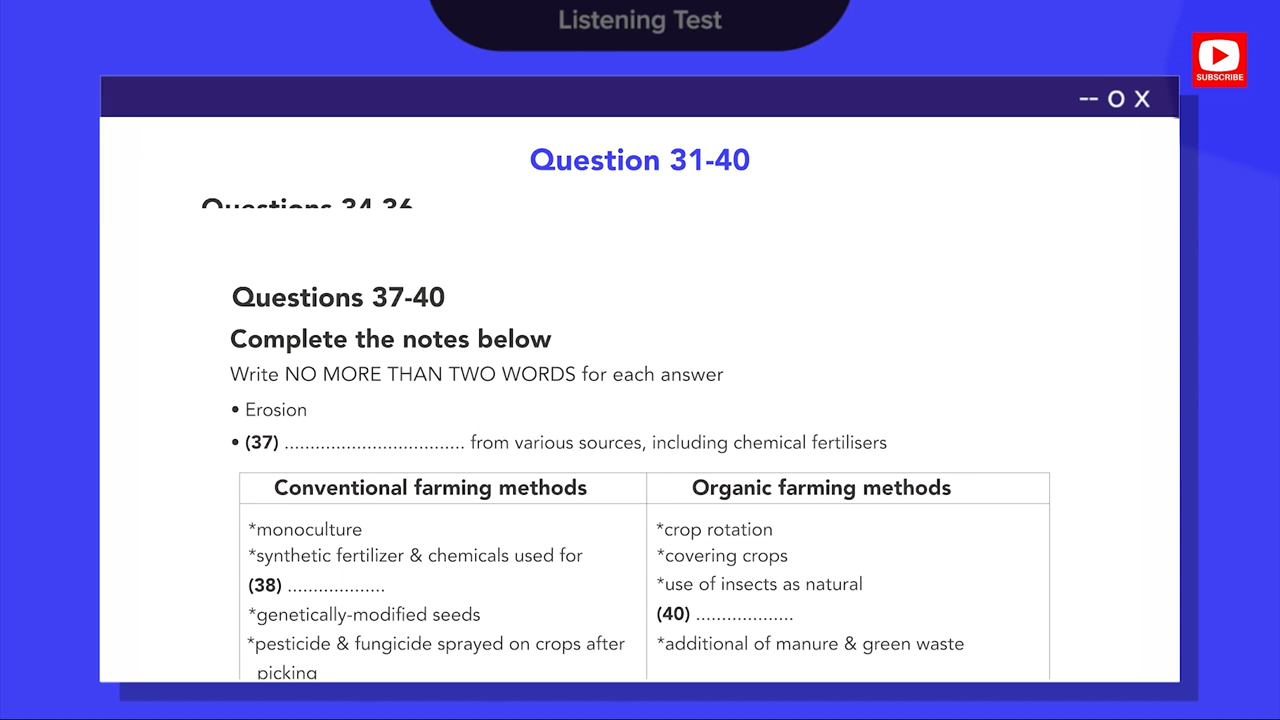 Listening Test
SUBSCRIBE
-- O X
Question 31-40
Questions 34-36
Questions 37-40
Complete the notes below
Write NO MORE THAN TWO WORDS for each answer
• Erosion
• (37) ................................... from various sources, including chemical fertilisers
Conventional farming methods
*monoculture
*synthetic fertilizer & chemicals used for
(38) ...................
*genetically-modified seeds
*pesticide & fungicide sprayed on crops after
picking
Organic farming methods
*crop rotation
*covering crops
*use of insects as natural
(40) ...................
*additional of manure & green waste